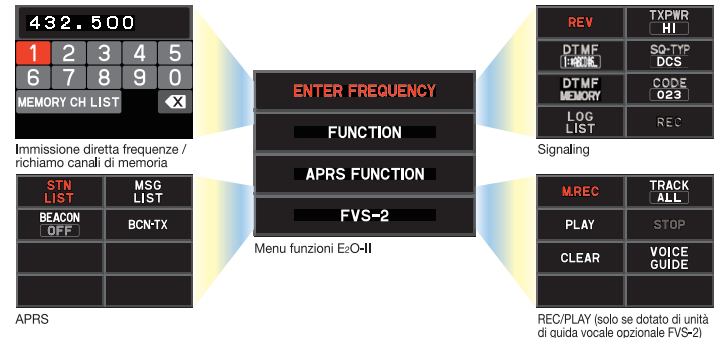 432.500
1 2 3 4 5
6 7 8 9 0
MEMORY CH LIST X
Immissione diretta frequenze /
richiamo canali di memoria
STN
LIST
MSG
LIST
BEACON
OFF
BCN-TX
APRS
ENTER FREQUENCY
FUNCTION
APRS FUNCTION
FVS-2
Menu funzioni E2O-II
REV
TXPWR
HI
DTMF
SQ-TYP
DCS
DTMF
MEMORY
CODE
023
LOG
LIST
REC
Signaling
M.REC
TRACK
ALL
PLAY
STOP
CLEAR
VOICE
GUIDE
REC/PLAY (solo se dotato di unità
di guida vocale opzionale FVS-2)